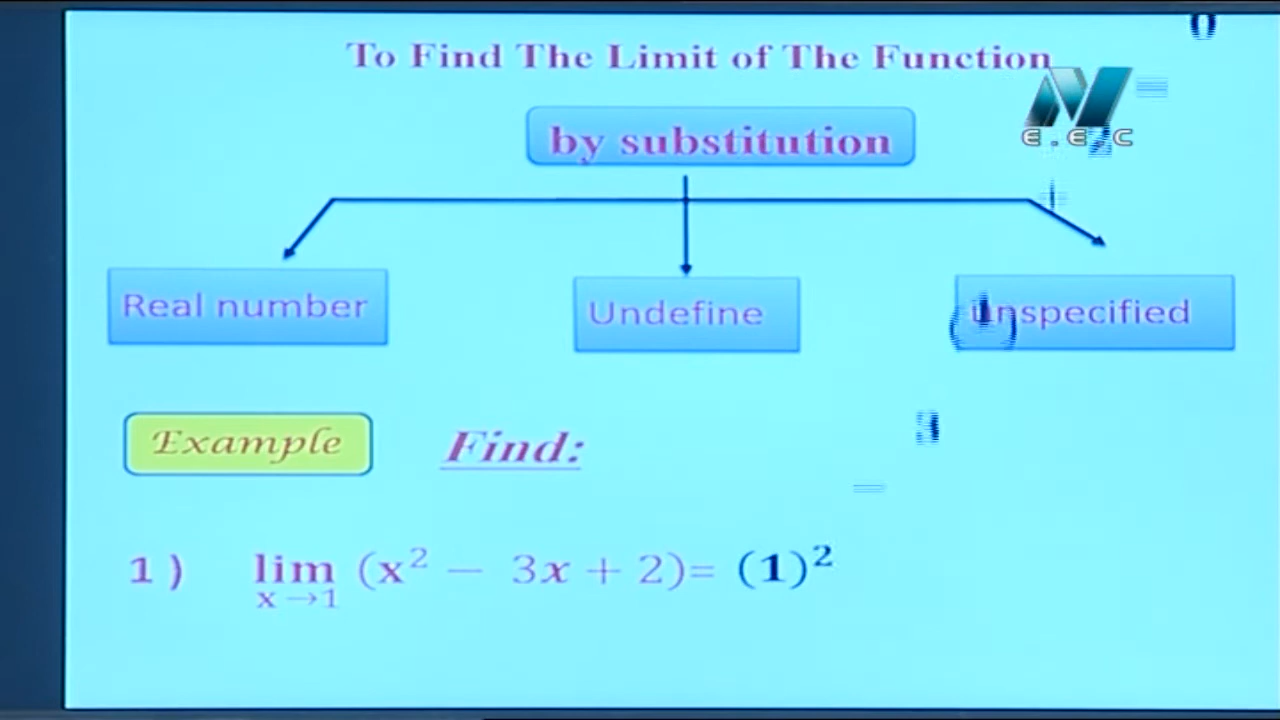 To Find The Limit of The Function
by substitution
E.E.C
Real number
Undefine
unspecified
Example
Find:
1) lim (x² − 3x + 2)= (1)²
x→1